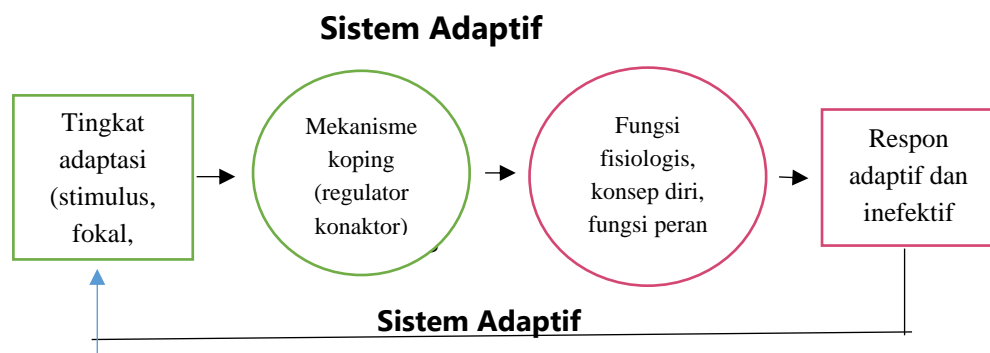 Sistem Adaptif
Tingkat
adaptasi
(stimulus,
fokal,
Mekanisme
koping
(regulator
konaktor)
Fungsi
fisiologis,
konsep diri,
fungsi peran
Respon
adaptif dan
inefektif
Sistem Adaptif